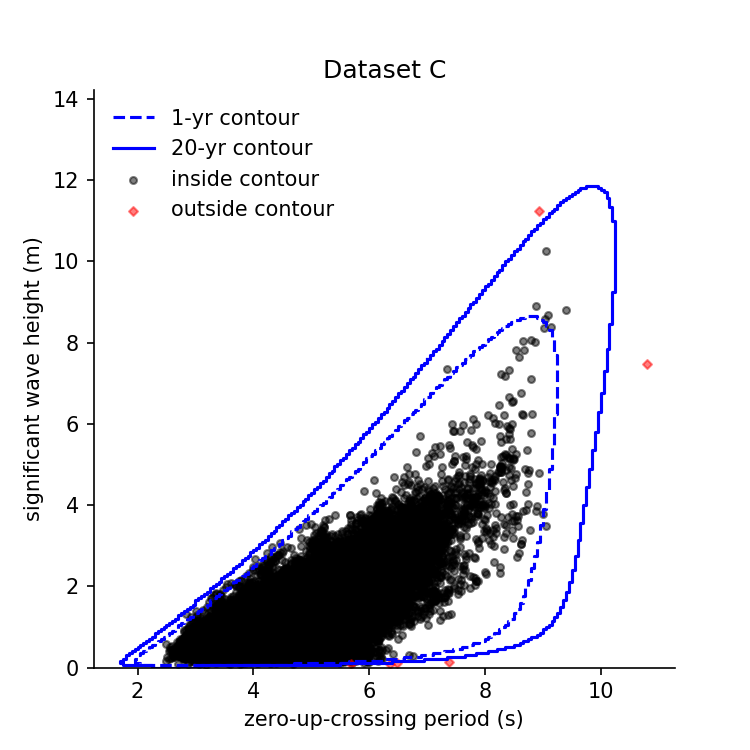 Dataset C
1-yr contour
20-yr contour
inside contour
outside contour
significant wave height (m)
14
12
10
8
6
4
2
0
2 4 6 8 10
zero-up-crossing period (s)